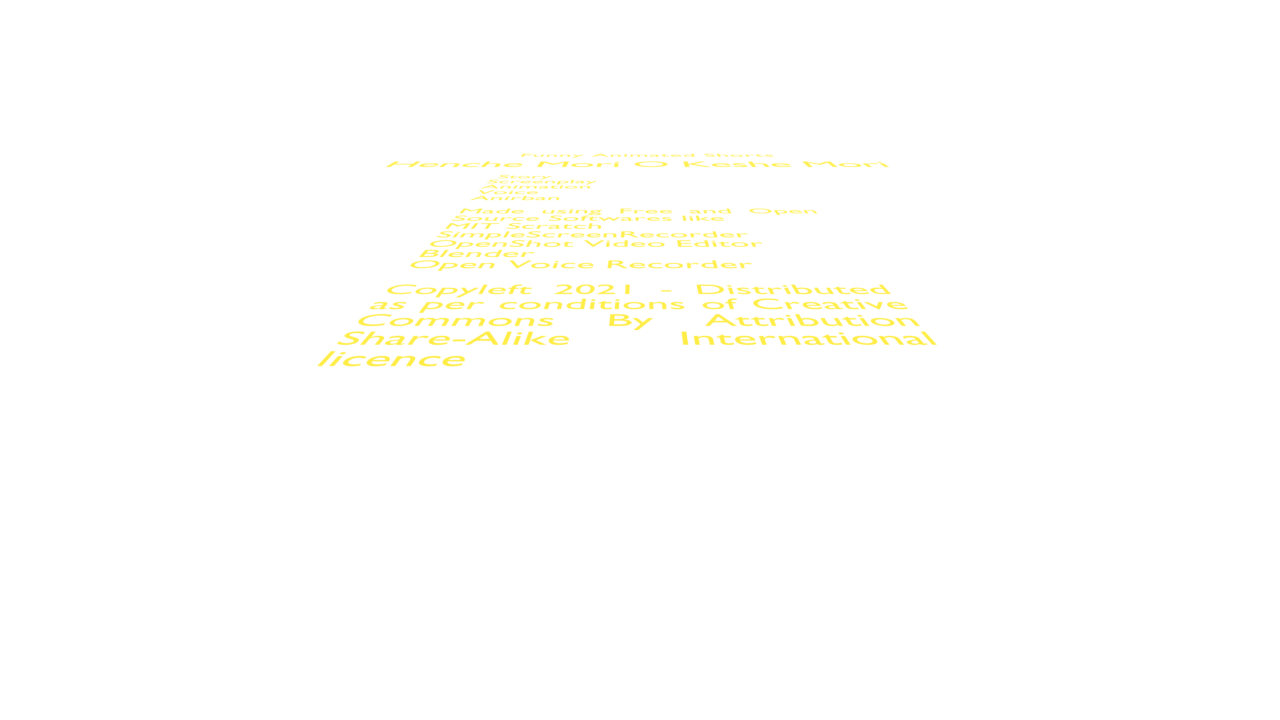 Funny Animated Shorts
Henche Mori O Keshe Mori
Story
Screenplay
Animation
Voice
Anirban
Made using Free and Open
Source Softwares like
MIT Scratch
SimpleScreenRecorder
OpenShot Video Editor
Blender
Open Voice Recorder
Copyleft 2021 - Distributed
as per conditions of Creative
Commons By Attribution
Share-Alike International
licence